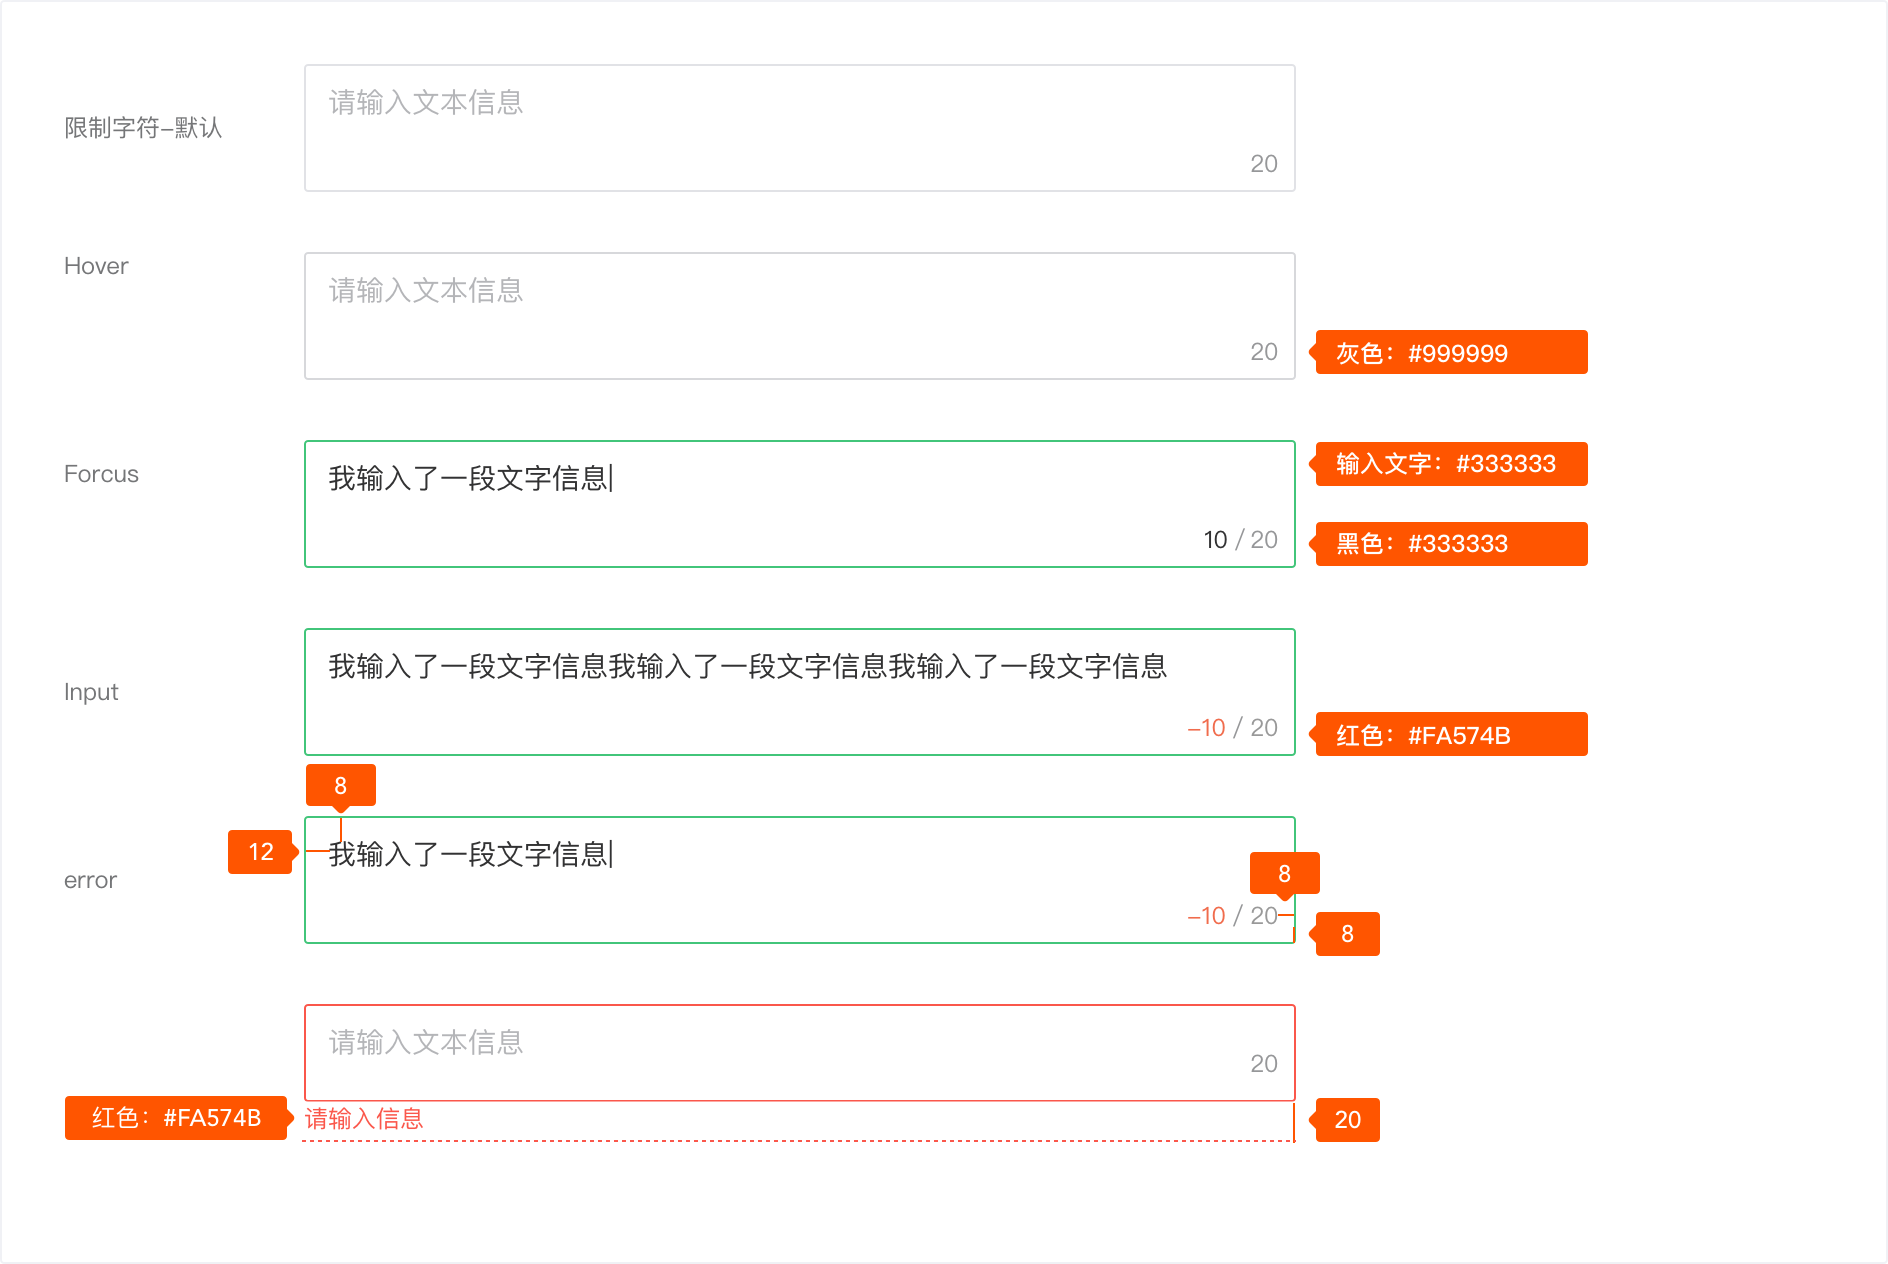 请输入文本信息
限制字符-默认
20
Hover
请输入文本信息
20
灰色：#999999
Forcus
我输入了一段文字信息
输入文字：#333333
10 / 20
黑色：#333333
Input
我输入了一段文字信息我输入了一段文字信息我输入了一段文字信息
-10 / 20
红色：#FA574B
8
12
我输入了一段文字信息
8
error
-10 / 20
8
请输入文本信息
20
红色：#FA574B
请输入信息
20